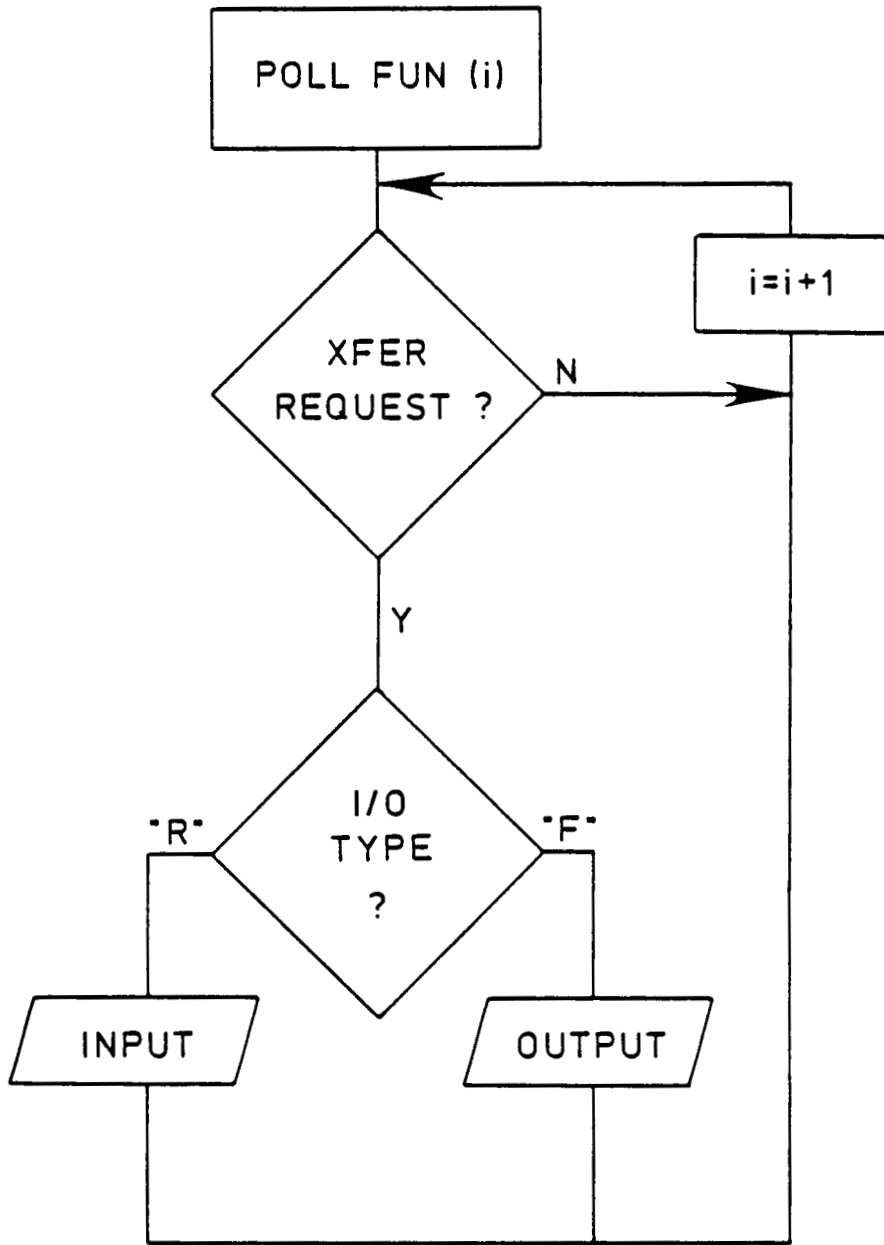 POLL FUN (i)
i=i+1
XFER
REQUEST ?
N
Y
I/O
TYPE
?
"R"
"F"
INPUT
OUTPUT